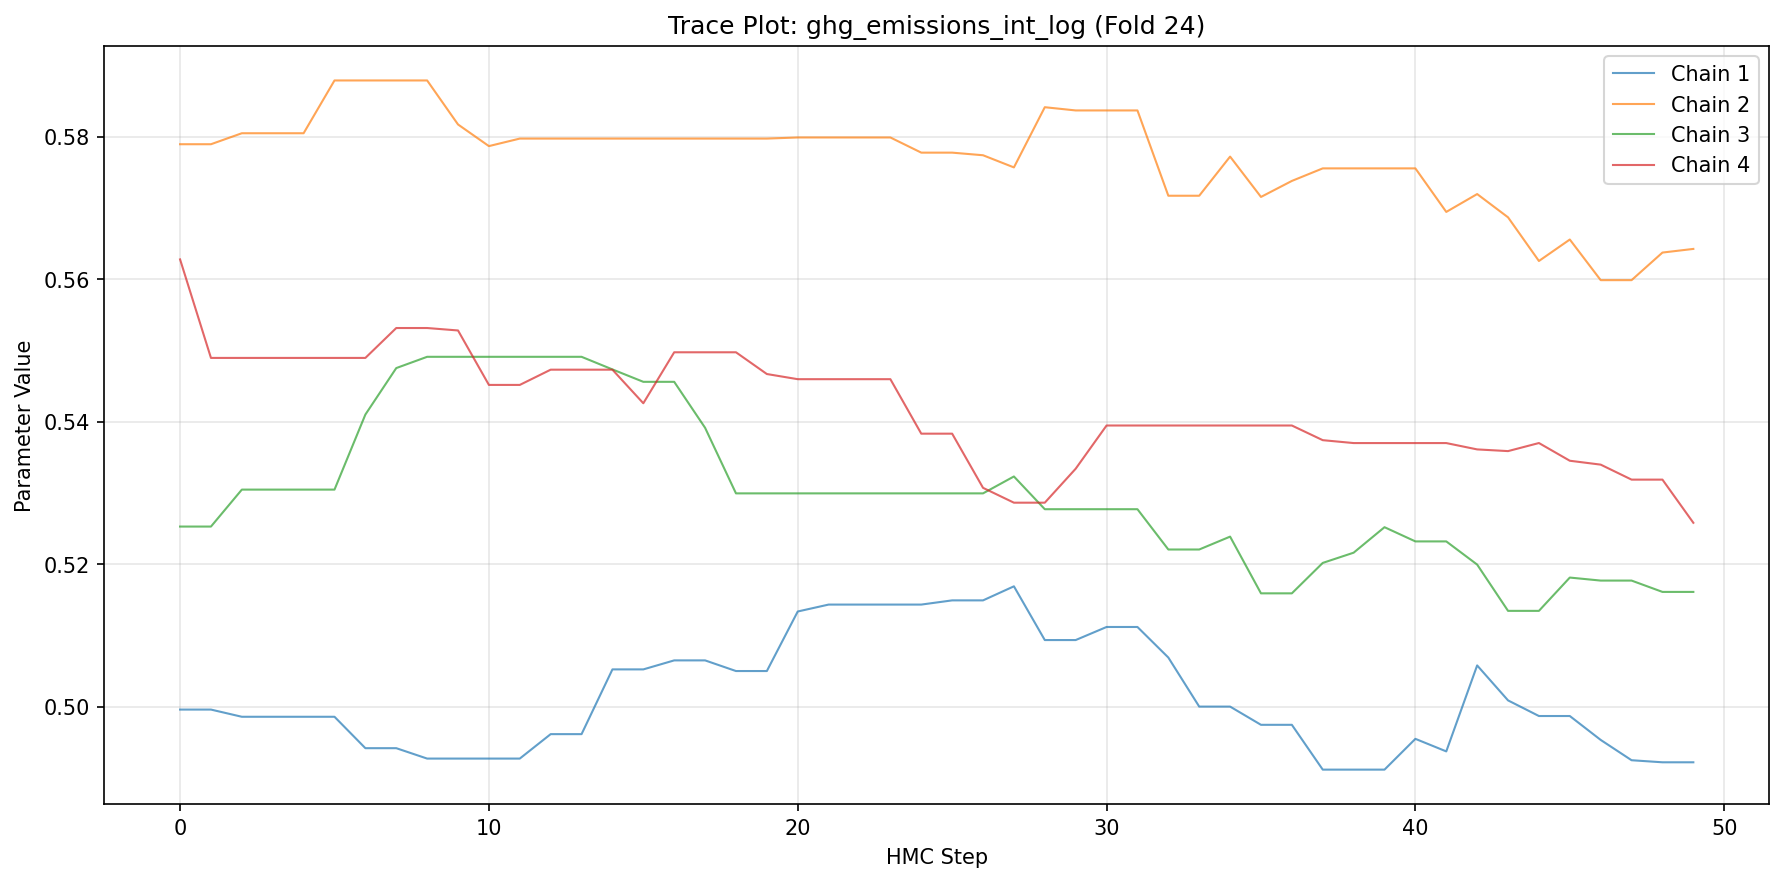 Trace Plot: ghg_emissions_int_log (Fold 24)
Chain 1
Chain 2
Chain 3
Chain 4
Parameter Value
0.58
0.56
0.54
0.52
0.50
0
10
20
30
40
50
HMC Step